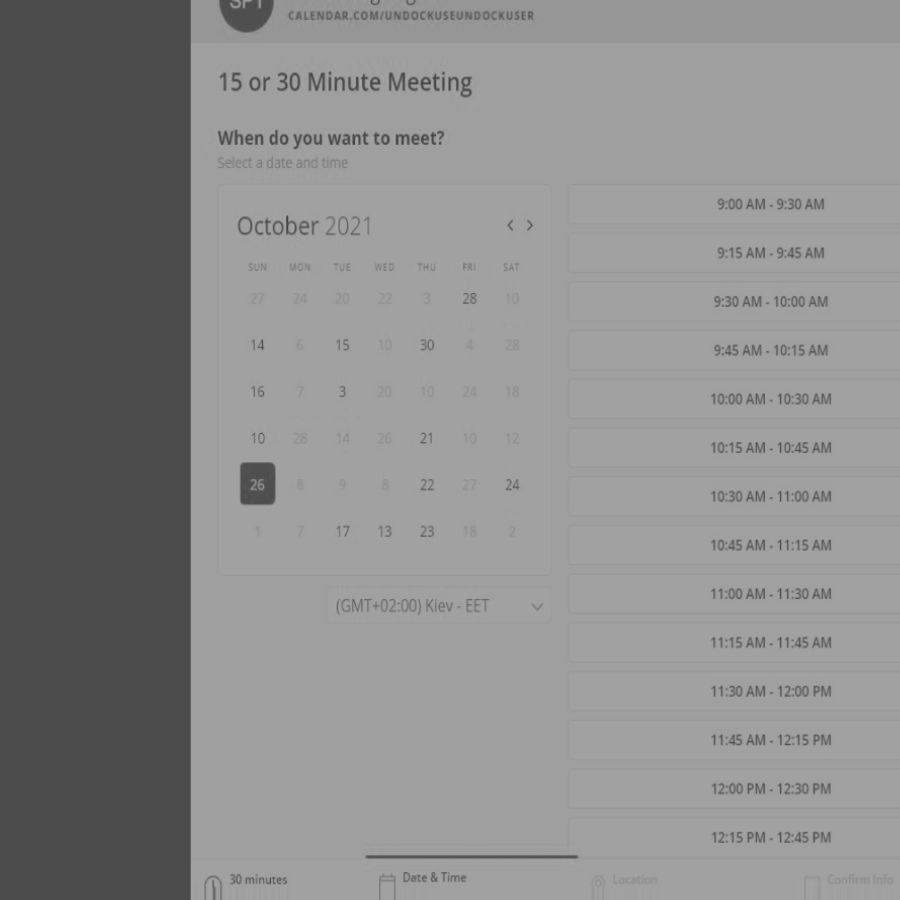 SPT
CALENDAR.COM/UNDOCKUSEUNDOCKUSER
15 or 30 Minute Meeting
When do you want to meet?
Select a date and time
October 2021
SUN MON TUE WED THU FRI SAT
27 24 20 22 3 28 10
14 6 15 10 30 4 28
16 7 3 20 10 24 18
10 28 14 26 21 10 12
26 8 9 8 22 27 24
1 7 17 13 23 18 2
(GMT+02:00) Kiev - EET
9:00 AM - 9:30 AM
9:15 AM - 9:45 AM
9:30 AM - 10:00 AM
9:45 AM - 10:15 AM
10:00 AM - 10:30 AM
10:15 AM - 10:45 AM
10:30 AM - 11:00 AM
10:45 AM - 11:15 AM
11:00 AM - 11:30 AM
11:15 AM - 11:45 AM
11:30 AM - 12:00 PM
11:45 AM - 12:15 PM
12:00 PM - 12:30 PM
12:15 PM - 12:45 PM
30 minutes
Date & Time
Location
Confirm Info